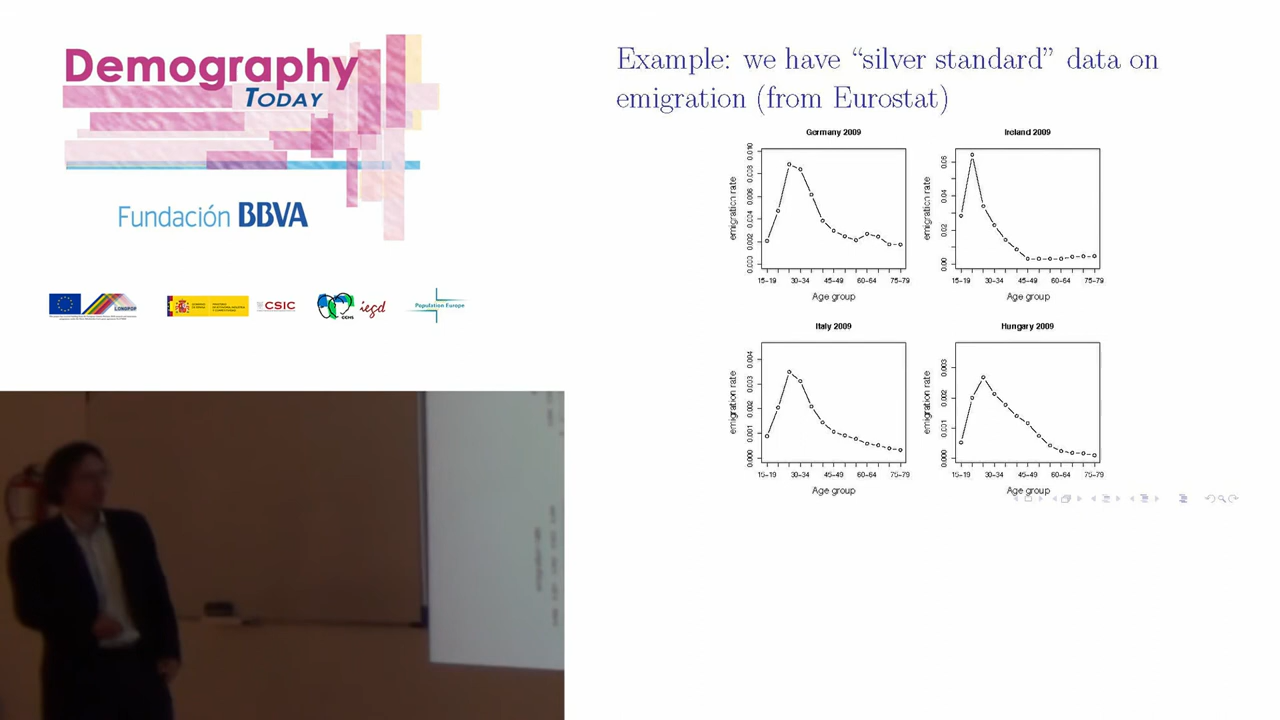 Demography
TODAY
Fundación BBVA
LONGPOP
CSIC
CCHS
iegd
Population Europe
Example: we have “silver standard” data on
emigration (from Eurostat)
Germany 2009
emigration rate
0.000 0.002 0.004 0.006 0.008 0.010
15-19 30-34 45-49 60-64 75-79
Age group
Ireland 2009
emigration rate
0.00 0.02 0.04 0.06
15-19 30-34 45-49 60-64 75-79
Age group
Italy 2009
emigration rate
0.000 0.001 0.002 0.003 0.004
15-19 30-34 45-49 60-64 75-79
Age group
Hungary 2009
emigration rate
0.000 0.001 0.002 0.003
15-19 30-34 45-49 60-64 75-79
Age group